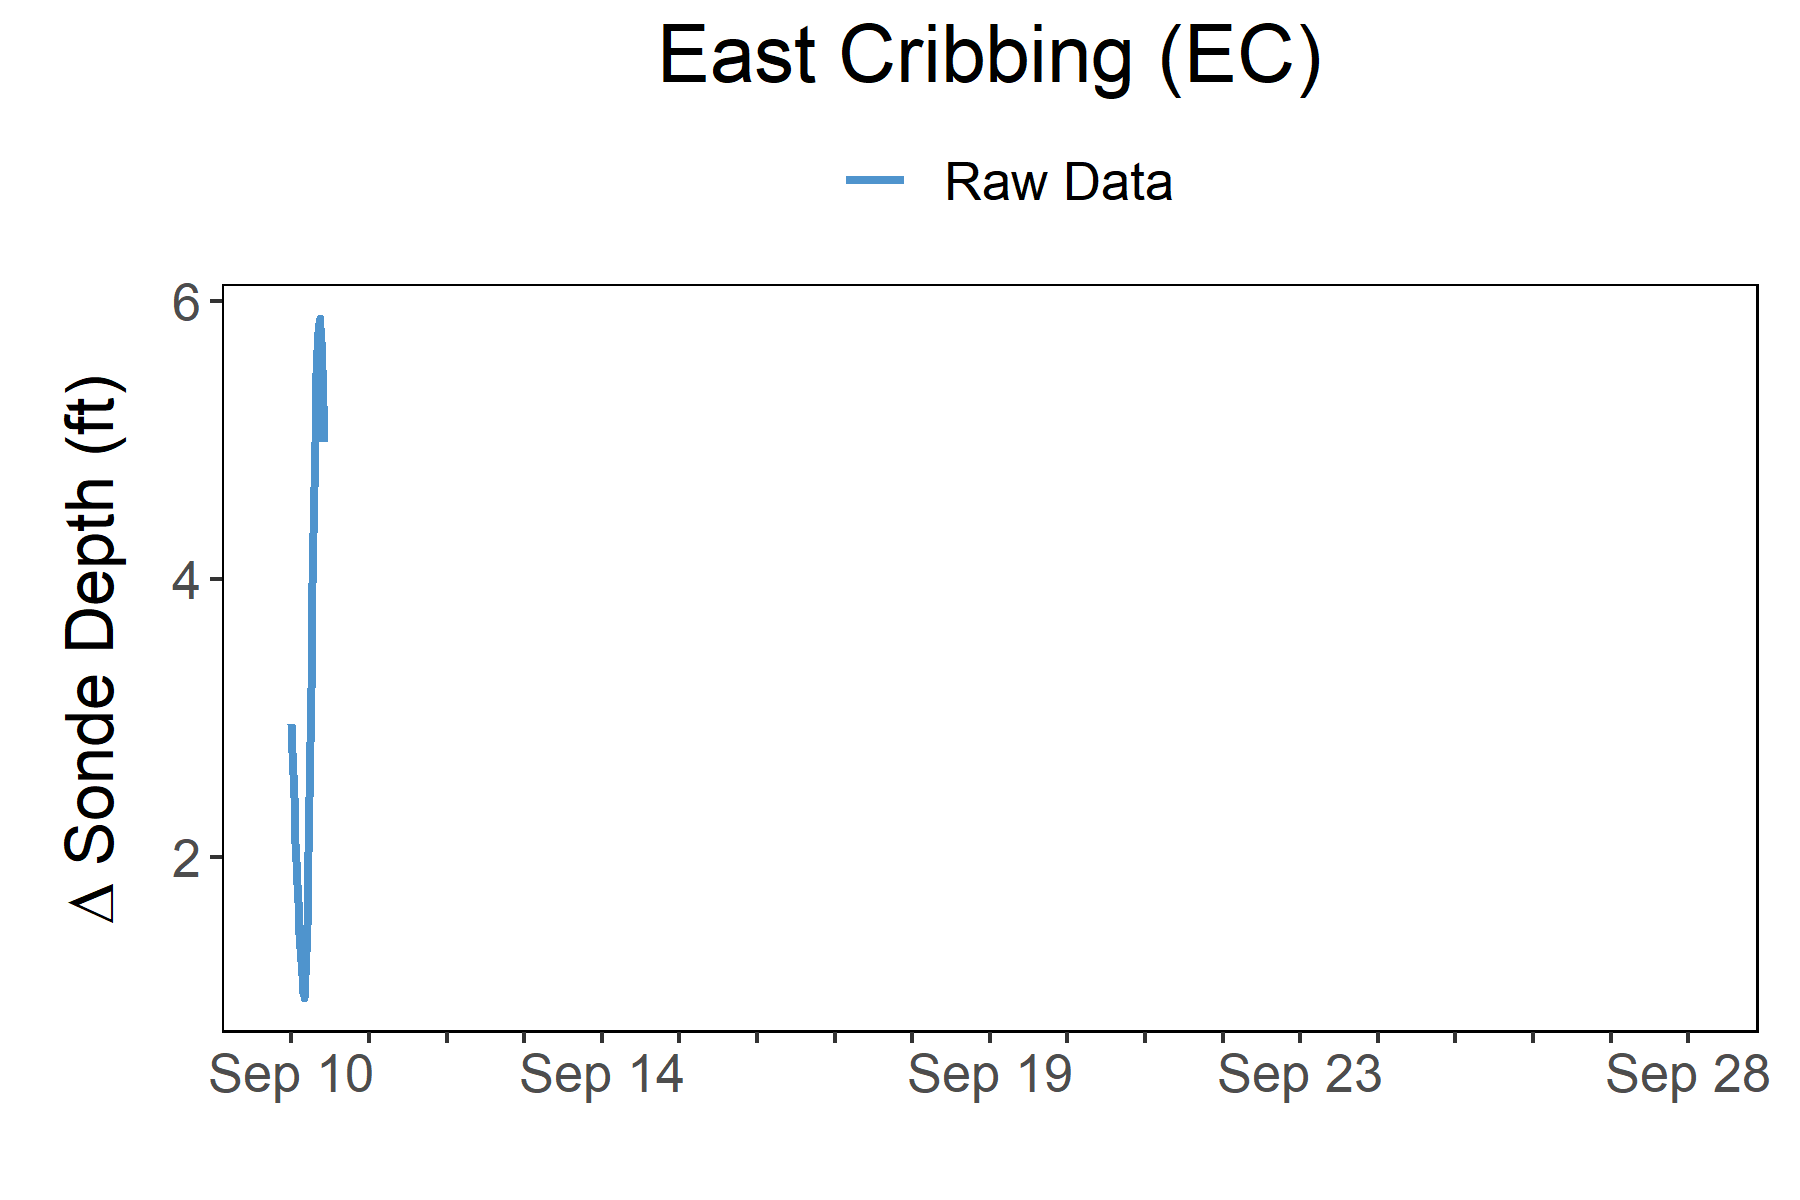 East Cribbing (EC)
Raw Data
Δ Sonde Depth (ft)
6
4
2
Sep 10 Sep 14 Sep 19 Sep 23 Sep 28